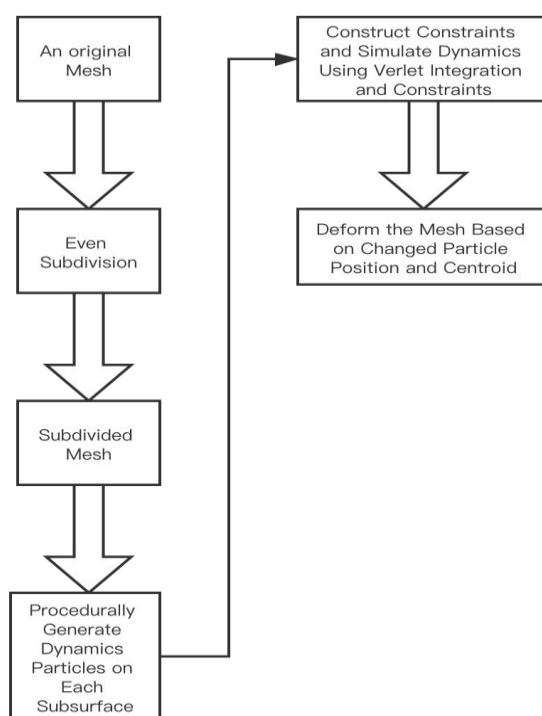 An original
Mesh
Even
Subdivision
Subdivided
Mesh
Procedurally
Generate
Dynamics
Particles on
Each
Subsurface
Construct Constraints
and Simulate Dynamics
Using Verlet Integration
and Constraints
Deform the Mesh Based
on Changed Particle
Position and Centroid